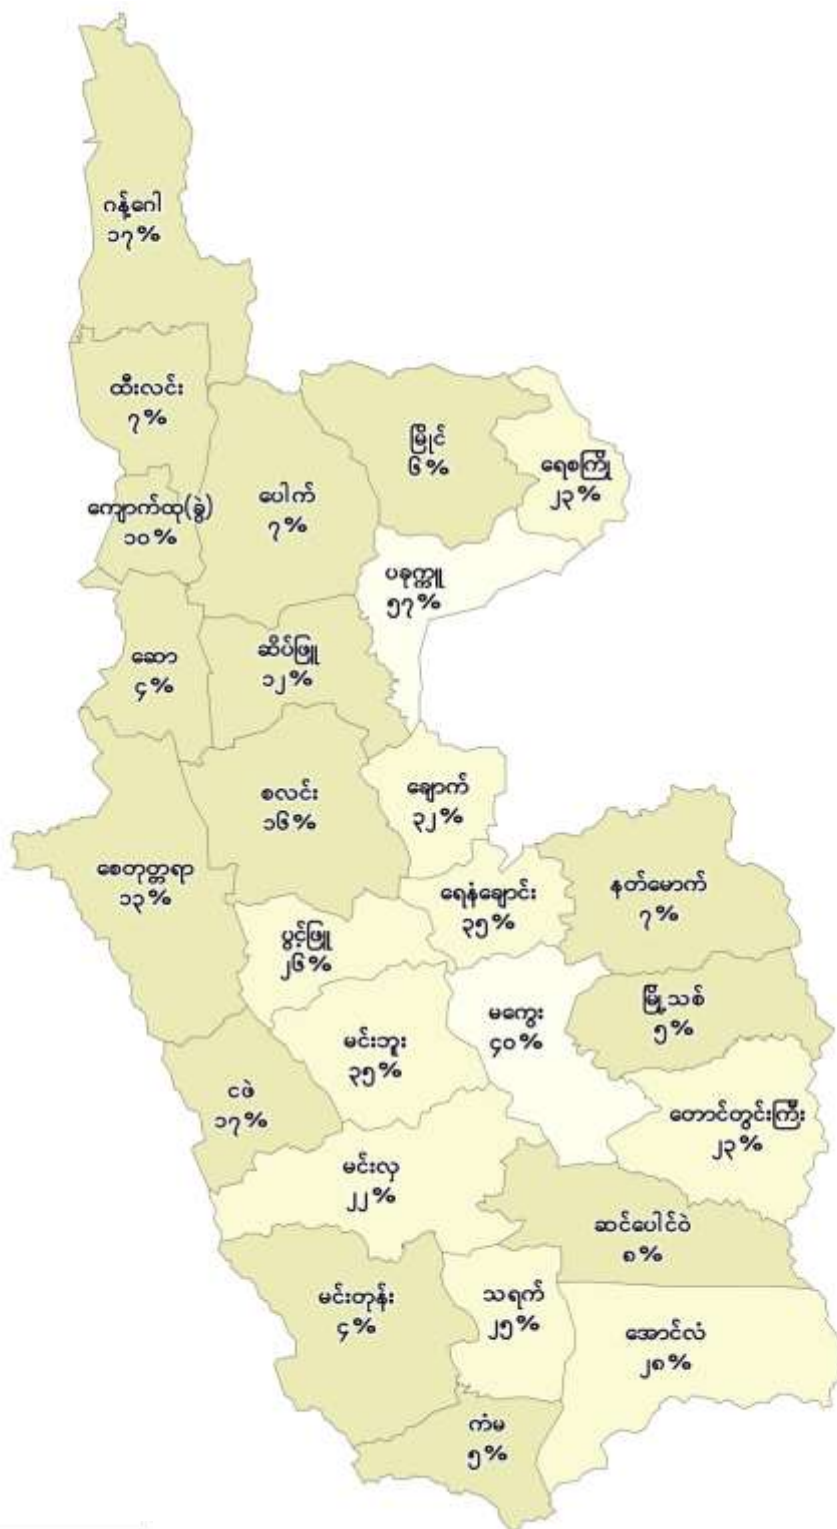 ဂန့်ဂေါ
၁၇%
ထီးလင်း
၇%
မြိုင်
၆%
ရေစကြို
၂၃%
ကျောက်ထု(ခွဲ)
၁၀%
ပေါက်
၇%
ပခုက္ကူ
၅၇%
ဆော
၄%
ဆိပ်ဖြူ
၁၂%
စလင်း
၁၆%
ချောက်
၃၂%
စေတုတ္တရာ
၁၃%
ရေနံချောင်း
၃၅%
နတ်မောက်
၇%
ပွင့်ဖြူ
၂၆%
မင်းဘူး
၃၅%
မကွေး
၄၀%
မြို့သစ်
၅%
ငဖဲ
၁၇%
တောင်တွင်းကြီး
၂၃%
မင်းလှ
၂၂%
ဆင်ပေါင်ဝဲ
၈%
မင်းတုန်း
၄%
သရက်
၂၅%
အောင်လံ
၂၈%
ကံမ
၅%